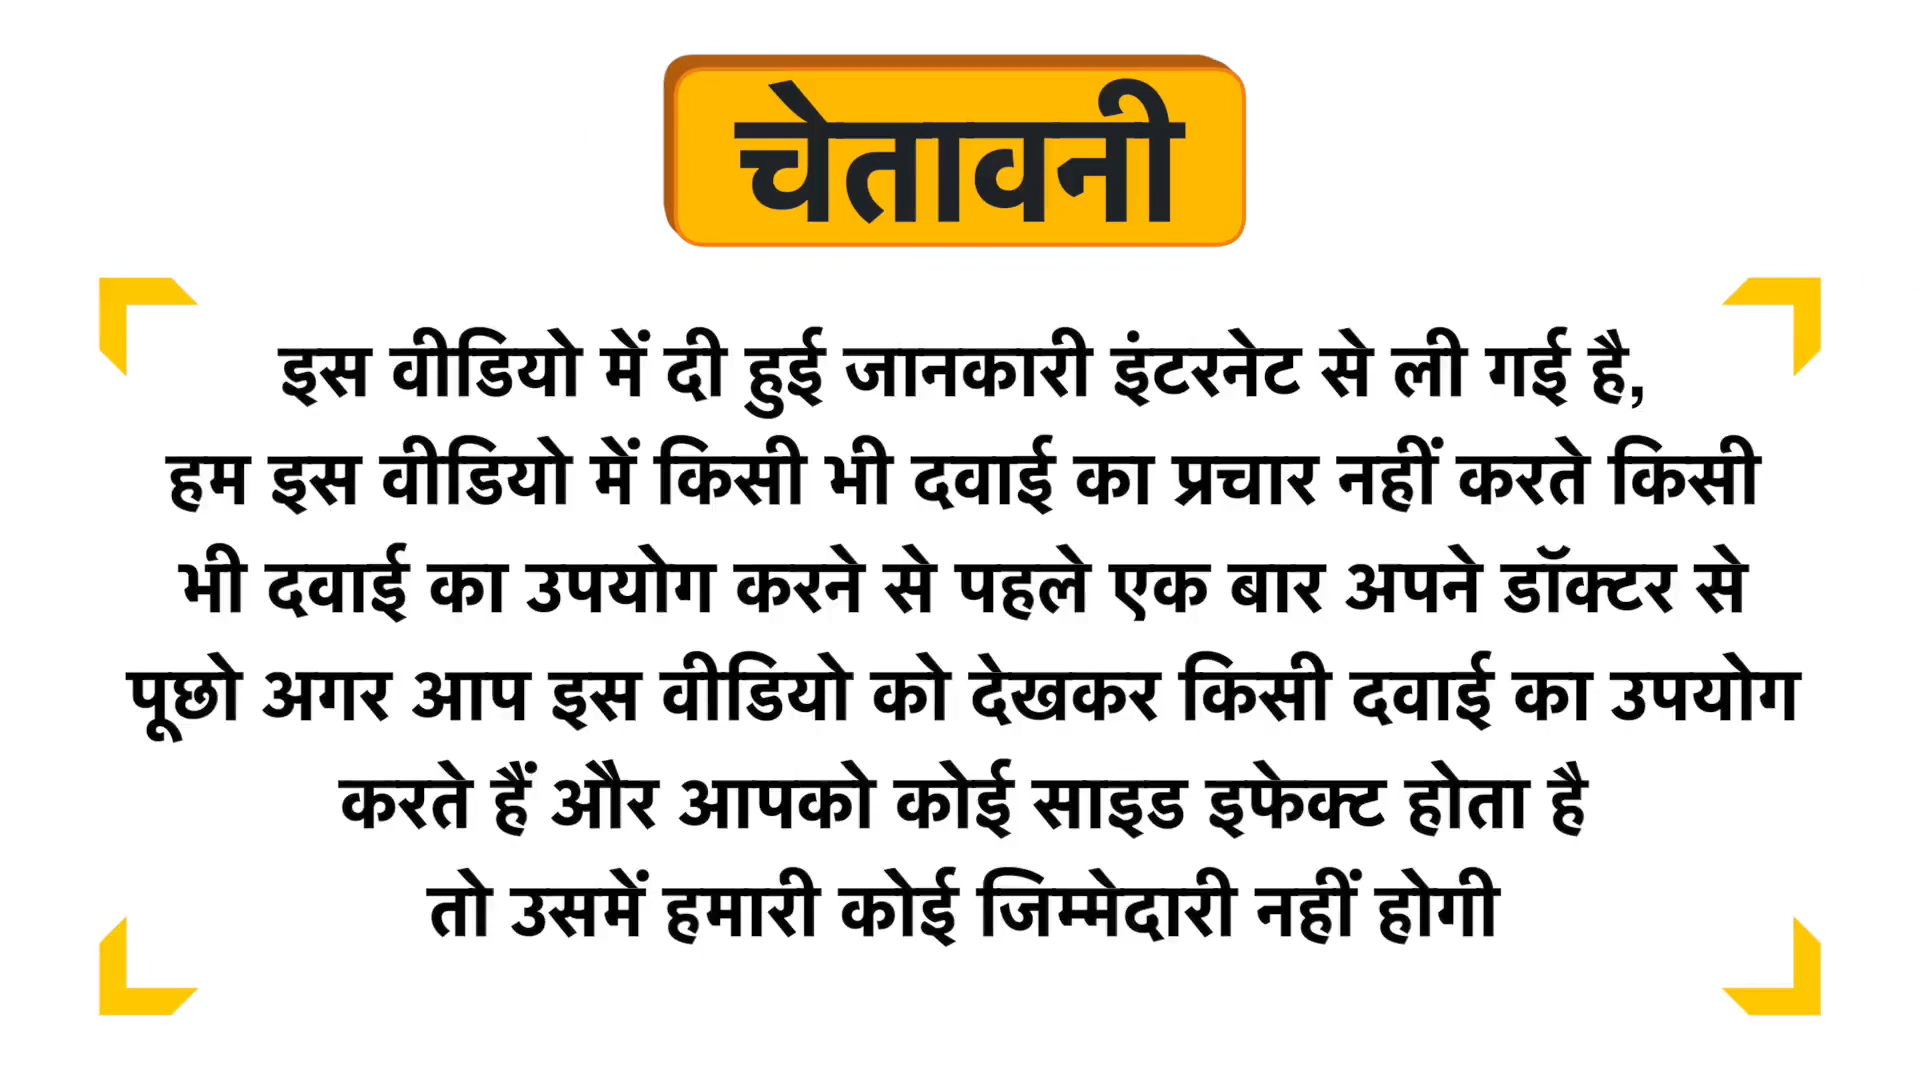 चेतावनी
इस वीडियो में दी हुई जानकारी इंटरनेट से ली गई है,
हम इस वीडियो में किसी भी दवाई का प्रचार नहीं करते किसी
भी दवाई का उपयोग करने से पहले एक बार अपने डॉक्टर से
पूछो अगर आप इस वीडियो को देखकर किसी दवाई का उपयोग
करते हैं और आपको कोई साइड इफेक्ट होता है
तो उसमें हमारी कोई जिम्मेदारी नहीं होगी